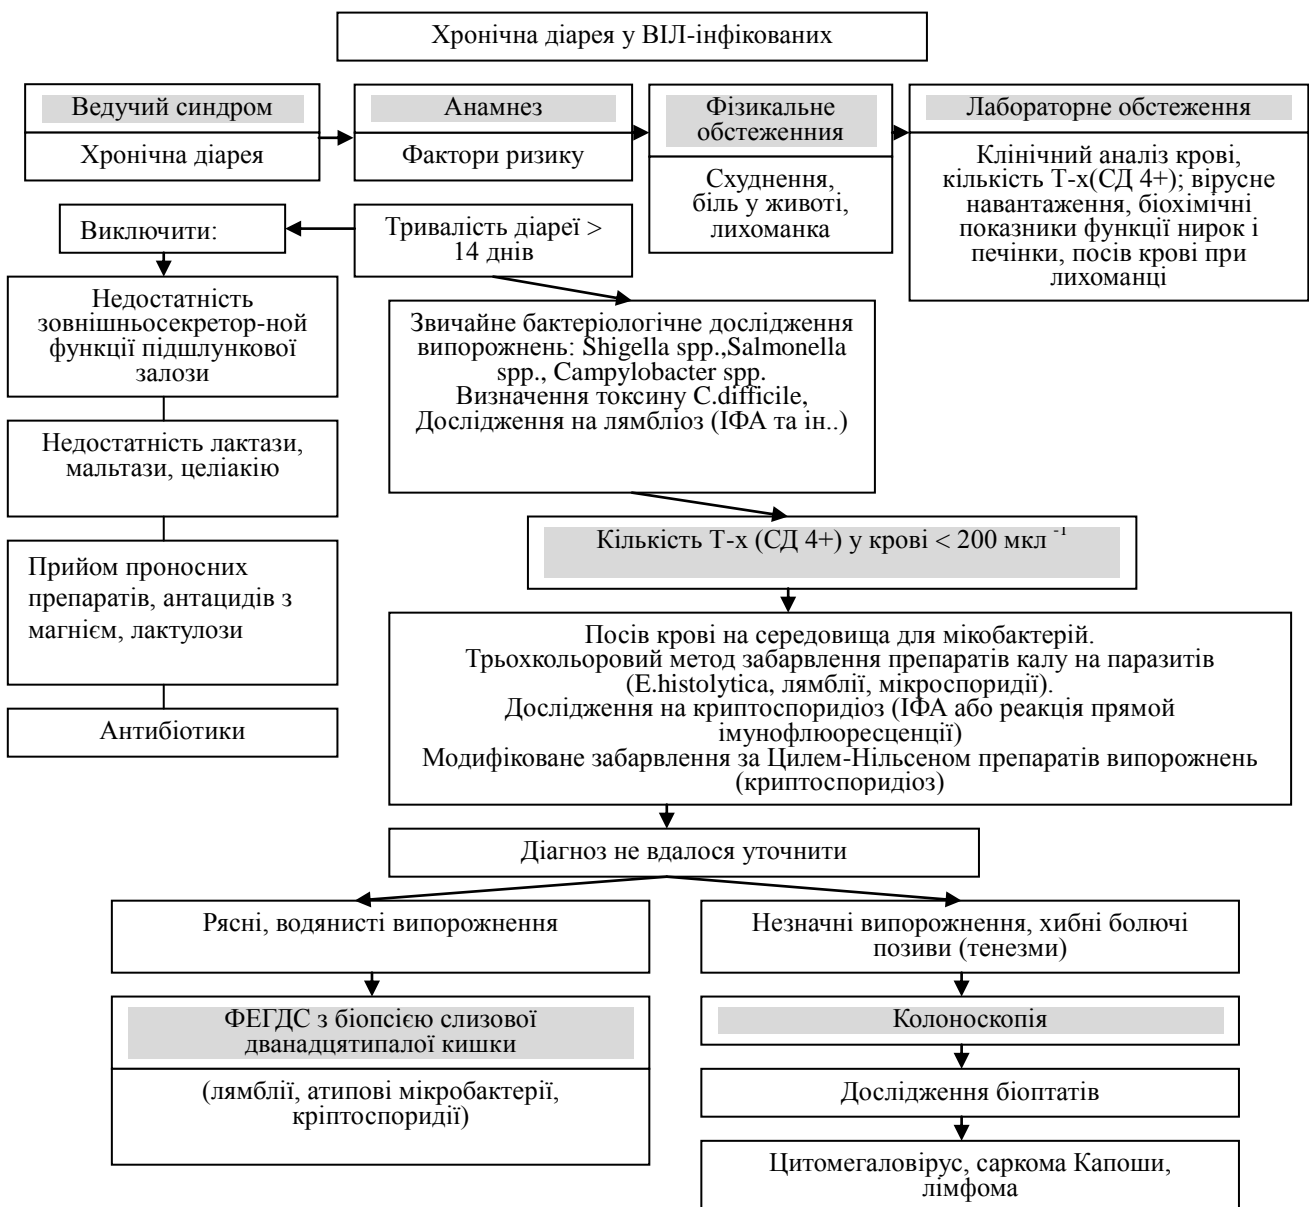 Хронічна діарея у ВІЛ-інфікованих
Ведучий синдром
Хронічна діарея
Анамнез
Фактори ризику
Фізикальне
обстеженния
Схуднення,
біль у животі,
лихоманка
Лабораторне обстеження
Клінічний аналіз крові,
кількість Т-х(СД 4+); вірусне
навантаження, біохімічні
показники функції нирок і
печінки, посів крові при
лихоманці
Виключити:
Тривалість діареї >
14 днів
Недостатність
зовнішньосекретор-ной
функції підшлункової
залози
Недостатність лактази,
мальтази, целіакію
Прийом проносних
препаратів, антацидів з
магнієм, лактулози
Антибіотики
Звичайне бактеріологічне дослідження
випорожнень: Shigella spp.,Salmonella
spp., Campylobacter spp.
Визначення токсину C.difficile,
Дослідження на лямбліоз (ІФА та ін..)
Кількість Т-х (СД 4+) у крові < 200 мкл ⁻¹
Посів крові на середовища для мікобактерій.
Трьохкольоровий метод забарвлення препаратів калу на паразитів
(E.histolytica, лямблії, мікроспоридії).
Дослідження на криптоспоридіоз (ІФА або реакція прямой
імунофлюоресценції)
Модифіковане забарвлення за Цилем-Нільсеном препаратів випорожнень
(криптоспоридіоз)
Діагноз не вдалося уточнити
Рясні, водянисті випорожнення
ФЕГДС з біопсією слизової
дванадцятипалої кишки
(лямблії, атипові мікробактерії,
кріптоспоридії)
Незначні випорожнення, хибні болючі
позиви (тенезми)
Колоноскопія
Дослідження біоптатів
Цитомегаловірус, саркома Капоши,
лімфома